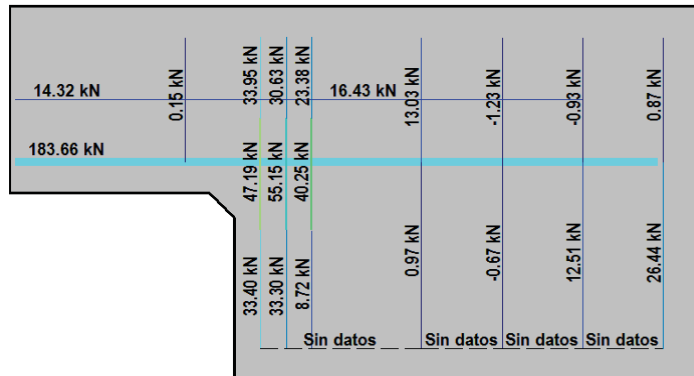 14.32 kN
0.15 kN
33.95 kN
30.63 kN
23.38 kN
16.43 kN
13.03 kN
-1.23 kN
-0.93 kN
0.87 kN
183.66 kN
47.19 kN
55.15 kN
40.25 kN
33.40 kN
33.30 kN
8.72 kN
0.97 kN
-0.67 kN
12.51 kN
26.44 kN
Sin datos
Sin datos
Sin datos
Sin datos